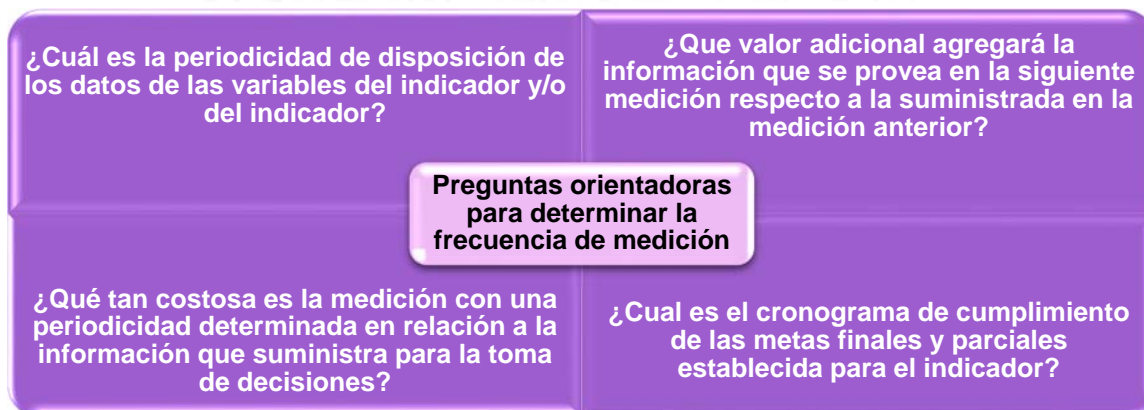 ¿Cuál es la periodicidad de disposición de
los datos de las variables del indicador y/o
del indicador?
¿Que valor adicional agregará la
información que se provea en la siguiente
medición respecto a la suministrada en la
medición anterior?
Preguntas orientadoras
para determinar la
frecuencia de medición
¿Qué tan costosa es la medición con una
periodicidad determinada en relación a la
información que suministra para la toma
de decisiones?
¿Cual es el cronograma de cumplimiento
de las metas finales y parciales
establecida para el indicador?